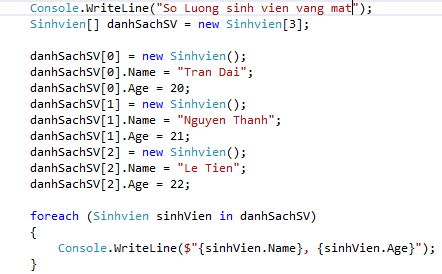 Console.WriteLine("So Luong sinh vien vang mat");
Sinhvien[] danhSachSV = new Sinhvien[3];
danhSachSV[0] = new Sinhvien();
danhSachSV[0].Name = "Tran Dai";
danhSachSV[0].Age = 20;
danhSachSV[1] = new Sinhvien();
danhSachSV[1].Name = "Nguyen Thanh";
danhSachSV[1].Age = 21;
danhSachSV[2] = new Sinhvien();
danhSachSV[2].Name = "Le Tien";
danhSachSV[2].Age = 22;
foreach (Sinhvien sinhVien in danhSachSV)
{
Console.WriteLine($"{sinhVien.Name}, {sinhVien.Age}");
}